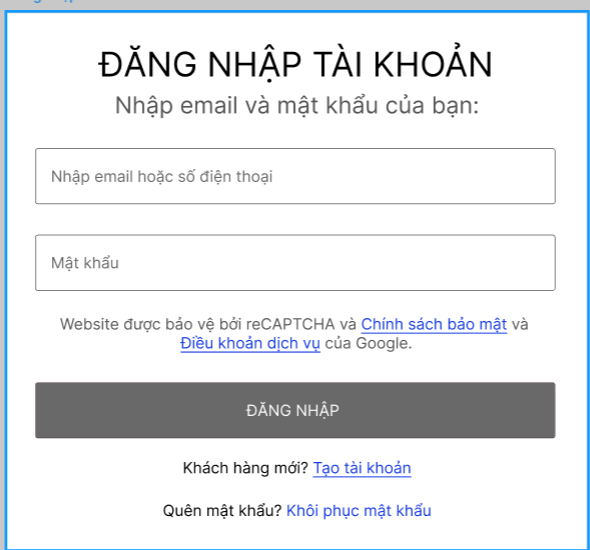 ĐĂNG NHẬP TÀI KHOẢN
Nhập email và mật khẩu của bạn:
Nhập email hoặc số điện thoại
Mật khẩu
Website được bảo vệ bởi reCAPTCHA và Chính sách bảo mật và
Điều khoản dịch vụ của Google.
ĐĂNG NHẬP
Khách hàng mới? Tạo tài khoản
Quên mật khẩu? Khôi phục mật khẩu